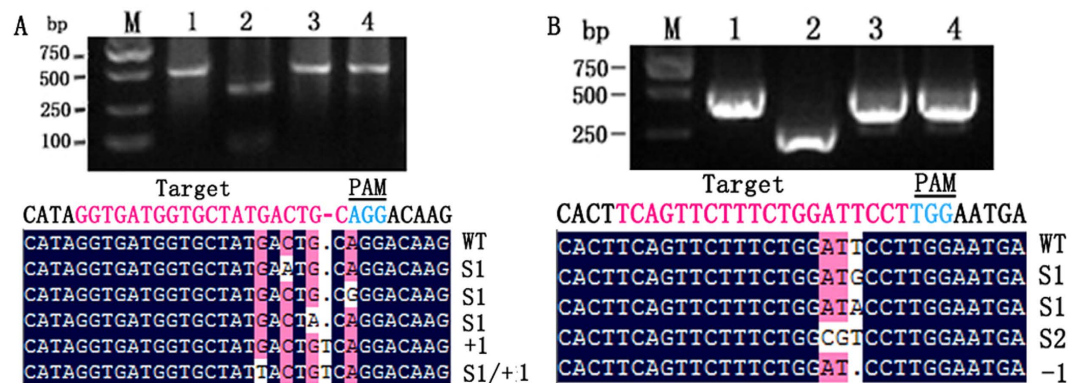 A
bp M 1 2 3 4
750
500
250
100
Target PAM
CATAGGTGATGGTGCTATGACTG-CAGGACAAG
CATAGGTGATGGTGCTATGACTG.CAGGACAAG WT
CATAGGTGATGGTGCTATGAATG.CAGGACAAG S1
CATAGGTGATGGTGCTATGACTG.CGGGACAAG S1
CATAGGTGATGGTGCTATGACTA.CAGGACAAG S1
CATAGGTGATGGTGCTATGACTGTCAGGACAAG +1
CATAGGTGATGGTGCTATTACTGTCAGGACAAG S1/+1
B
bp M 1 2 3 4
750
500
250
Target PAM
CACTTCAGTTCTTTCTGGATTCCTTGGAATGA
CACTTCAGTTCTTTCTGGATTCCTTGGAATGA WT
CACTTCAGTTCTTTCTGGATGCCTTGGAATGA S1
CACTTCAGTTCTTTCTGGATACCTTGGAATGA S1
CACTTCAGTTCTTTCTGGCGTCCTTGGAATGA S2
CACTTCAGTTCTTTCTGGAT.CCTTGGAATGA -1